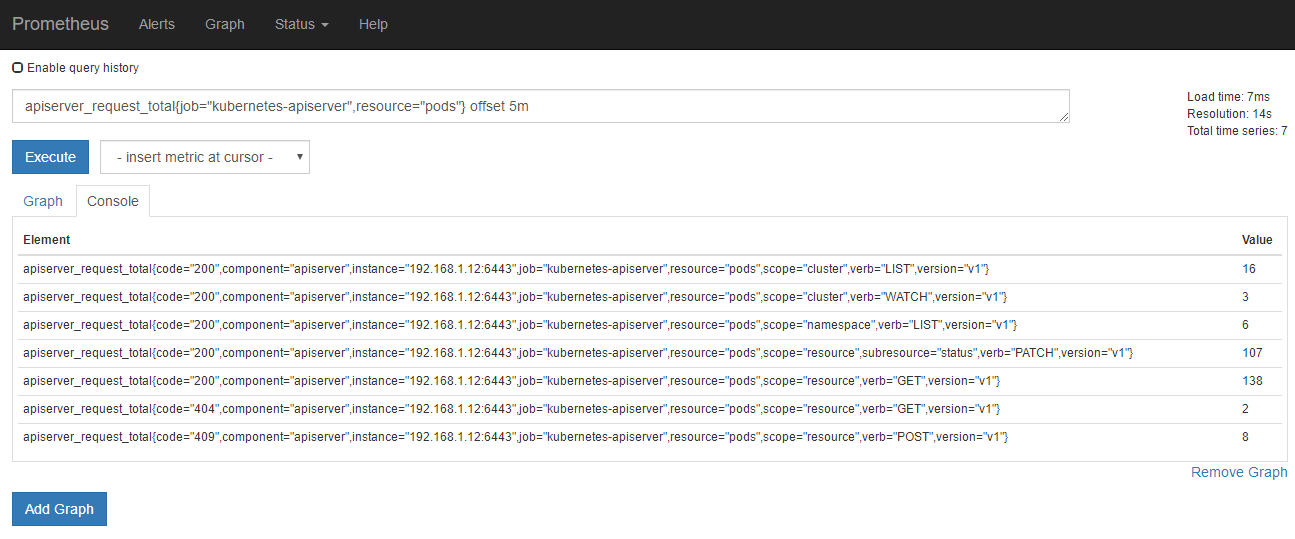 Prometheus Alerts Graph Status Help
Enable query history
apiserver_request_total{job="kubernetes-apiserver",resource="pods"} offset 5m
Load time: 7ms
Resolution: 14s
Total time series: 7
Execute - insert metric at cursor -
Graph Console
Element Value
apiserver_request_total{code="200",component="apiserver",instance="192.168.1.12:6443",job="kubernetes-apiserver",resource="pods",scope="cluster",verb="LIST",version="v1"} 16
apiserver_request_total{code="200",component="apiserver",instance="192.168.1.12:6443",job="kubernetes-apiserver",resource="pods",scope="cluster",verb="WATCH",version="v1"} 3
apiserver_request_total{code="200",component="apiserver",instance="192.168.1.12:6443",job="kubernetes-apiserver",resource="pods",scope="namespace",verb="LIST",version="v1"} 6
apiserver_request_total{code="200",component="apiserver",instance="192.168.1.12:6443",job="kubernetes-apiserver",resource="pods",scope="resource",subresource="status",verb="PATCH",version="v1"} 107
apiserver_request_total{code="200",component="apiserver",instance="192.168.1.12:6443",job="kubernetes-apiserver",resource="pods",scope="resource",verb="GET",version="v1"} 138
apiserver_request_total{code="404",component="apiserver",instance="192.168.1.12:6443",job="kubernetes-apiserver",resource="pods",scope="resource",verb="GET",version="v1"} 2
apiserver_request_total{code="409",component="apiserver",instance="192.168.1.12:6443",job="kubernetes-apiserver",resource="pods",scope="resource",verb="POST",version="v1"} 8
Remove Graph
Add Graph